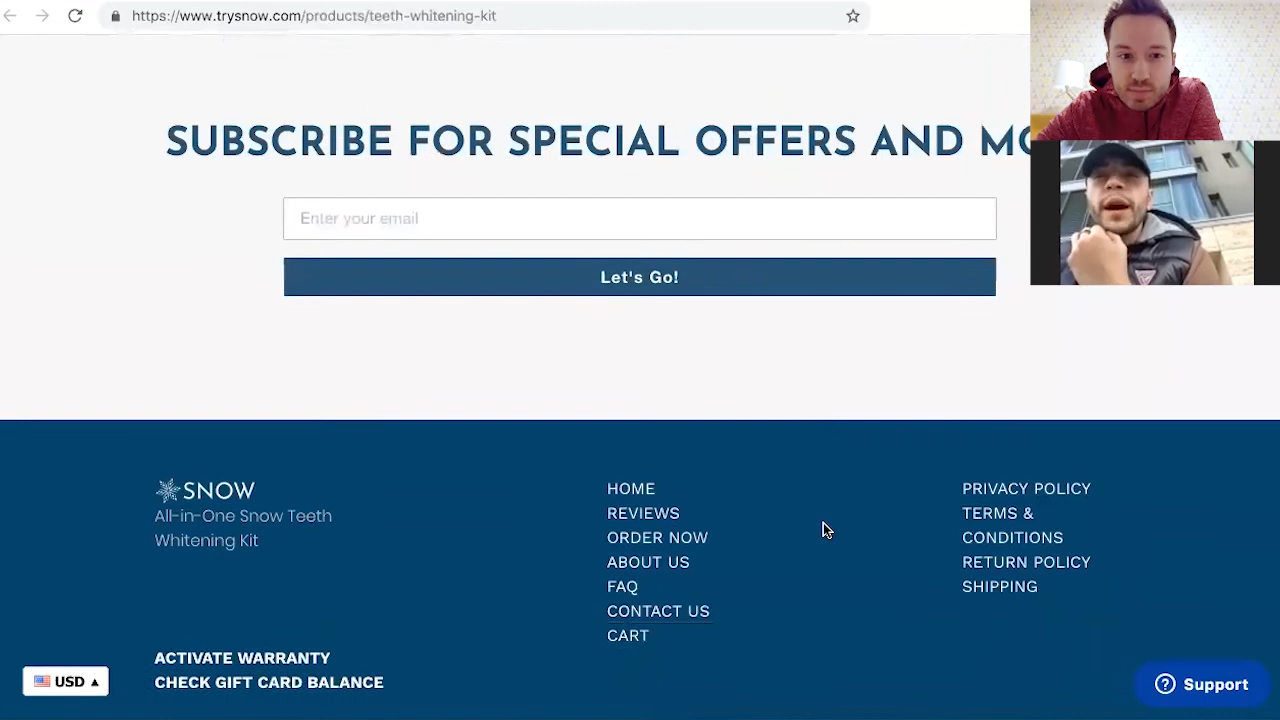 https://www.trysnow.com/products/teeth-whitening-kit
SUBSCRIBE FOR SPECIAL OFFERS AND
Enter your email
Let's Go!
SNOW
All-in-One Snow Teeth
Whitening Kit
HOME
REVIEWS
ORDER NOW
ABOUT US
FAQ
CONTACT US
CART
PRIVACY POLICY
TERMS &
CONDITIONS
RETURN POLICY
SHIPPING
ACTIVATE WARRANTY
CHECK GIFT CARD BALANCE
USD
Support